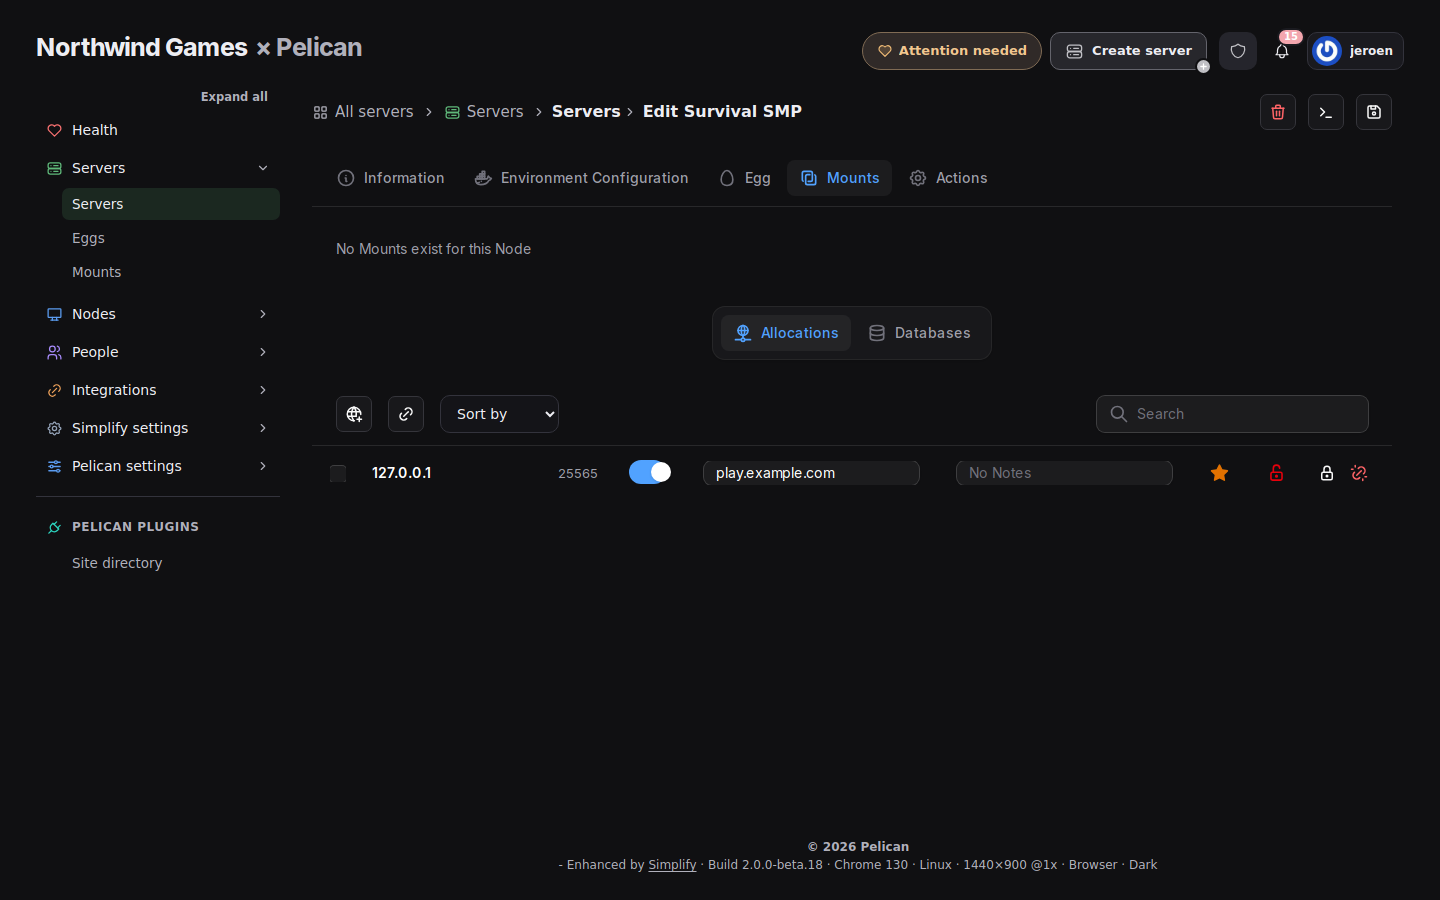 Northwind Games × Pelican
Attention needed
Create server
15
jeroen
Expand all
Health
Servers
Servers
Eggs
Mounts
Nodes
People
Integrations
Simplify settings
Pelican settings
PELICAN PLUGINS
Site directory
All servers > Servers > Servers > Edit Survival SMP
Information
Environment Configuration
Egg
Mounts
Actions
No Mounts exist for this Node
Allocations
Databases
Sort by
Search
127.0.0.1
25565
play.example.com
No Notes
© 2026 Pelican
- Enhanced by Simplify · Build 2.0.0-beta.18 · Chrome 130 · Linux · 1440×900 @1x · Browser · Dark